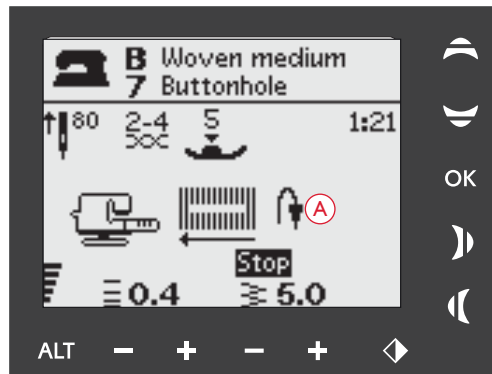 B Woven medium
7 Buttonhole
80 2-4 5 1:21
A
Stop
0.4 5.0
OK
ALT - + - +